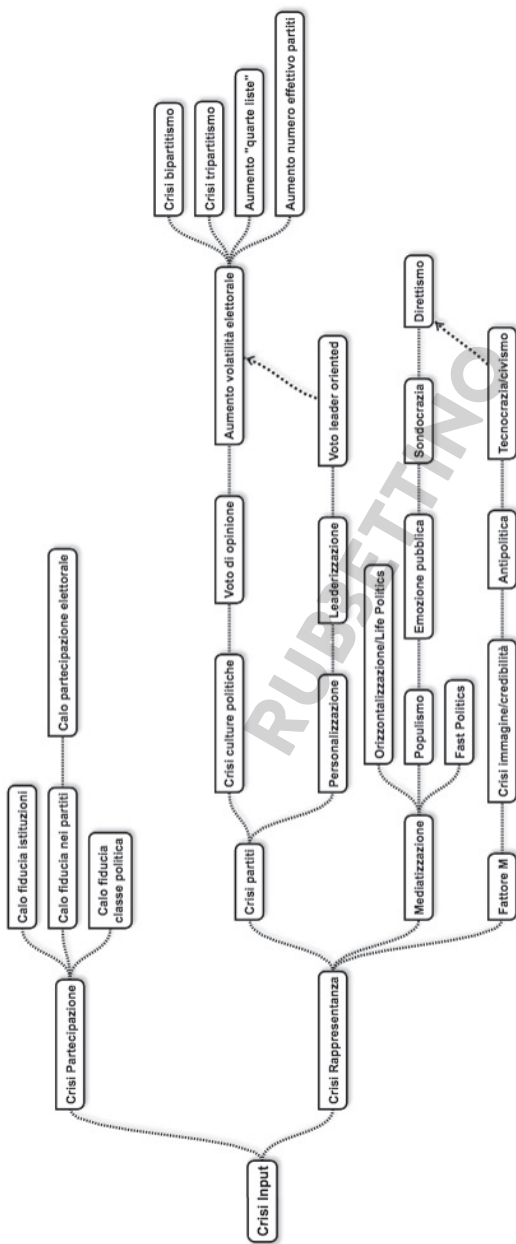 Crisi Input
Crisi Partecipazione
Calo fiducia istituzioni
Calo fiducia nei partiti
Calo partecipazione elettorale
Calo fiducia
classe politica
Crisi Rappresentanza
Crisi partiti
Crisi culture politiche
Voto di opinione
Aumento volatilità elettorale
Crisi bipartitismo
Crisi tripartitismo
Aumento "quarte liste"
Aumento numero effettivo partiti
Personalizzazione
Leaderizzazione
Voto leader oriented
Mediatizzazione
Orizzontalizzazione/Life Politics
Populismo
Emozione pubblica
Sondocrazia
Direttismo
Fast Politics
Fattore M
Crisi immagine/credibilità
Antipolitica
Tecnocrazia/civismo
RUBBETTINO